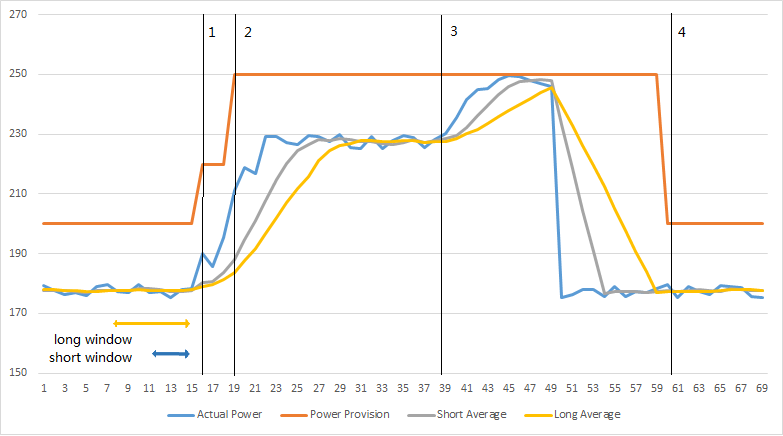 270
1 2 3 4
250
230
210
190
170
long window
short window
150
1 3 5 7 9 11 13 15 17 19 21 23 25 27 29 31 33 35 37 39 41 43 45 47 49 51 53 55 57 59 61 63 65 67 69
Actual Power Power Provision Short Average Long Average